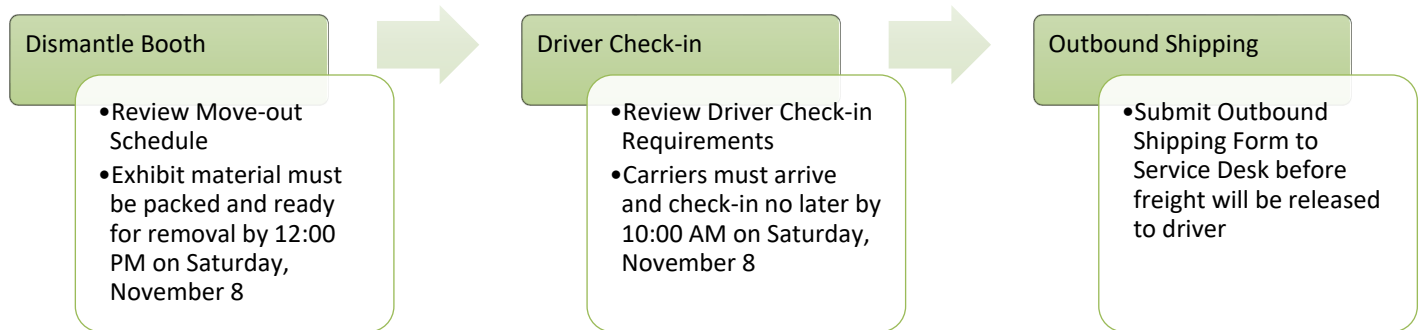 Dismantle Booth
•Review Move-out
Schedule
•Exhibit material must
be packed and ready
for removal by 12:00
PM on Saturday,
November 8
Driver Check-in
•Review Driver Check-in
Requirements
•Carriers must arrive
and check-in no later by
10:00 AM on Saturday,
November 8
Outbound Shipping
•Submit Outbound
Shipping Form to
Service Desk before
freight will be released
to driver